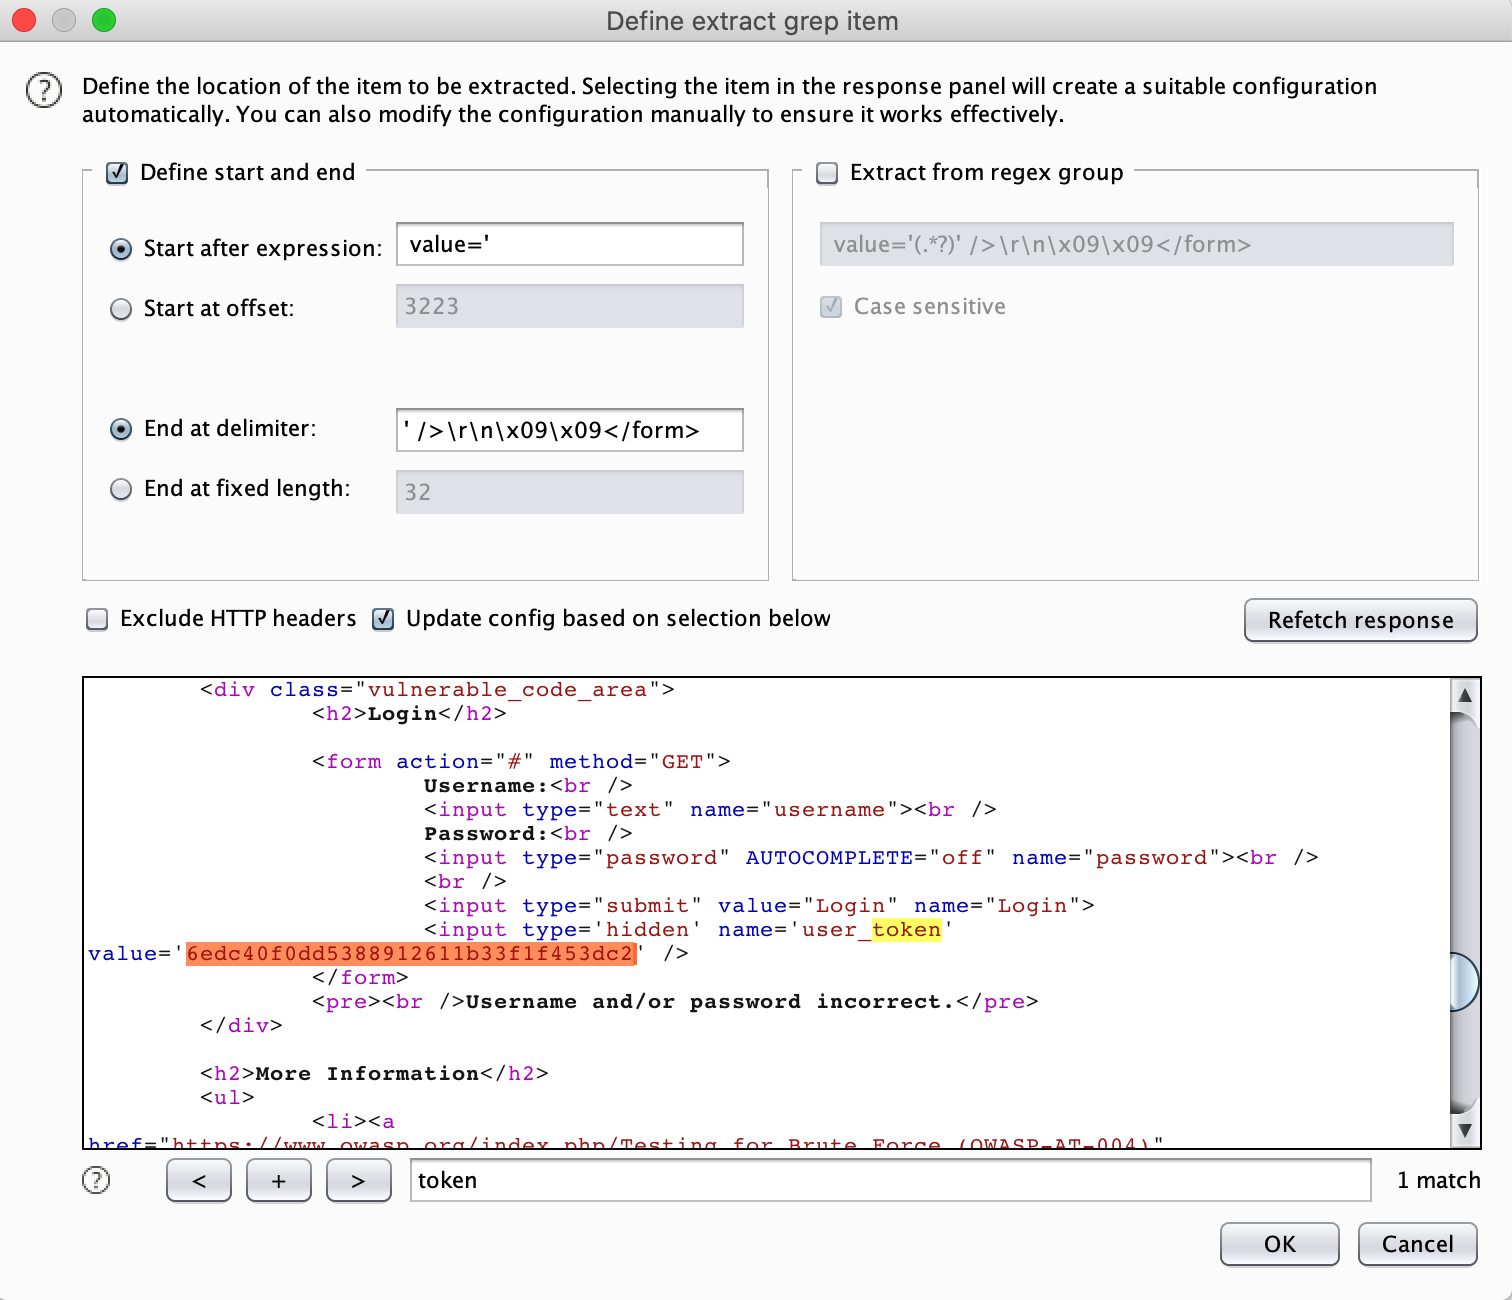 Define extract grep item
Define the location of the item to be extracted. Selecting the item in the response panel will create a suitable configuration
automatically. You can also modify the configuration manually to ensure it works effectively.
Define start and end
Start after expression: value='
Start at offset: 3223
End at delimiter: ' />\r\n\x09\x09</form>
End at fixed length: 32
Extract from regex group
value='(.*?)' />\r\n\x09\x09</form>
Case sensitive
Exclude HTTP headers Update config based on selection below Refetch response
<div class="vulnerable_code_area">
<h2>Login</h2>
<form action="#" method="GET">
Username:<br />
<input type="text" name="username"><br />
Password:<br />
<input type="password" AUTOCOMPLETE="off" name="password"><br />
<br />
<input type="submit" value="Login" name="Login">
<input type='hidden' name='user_token'
value='6edc40f0dd5388912611b33f1f453dc2' />
</form>
<pre><br />Username and/or password incorrect.</pre>
</div>
<h2>More Information</h2>
<ul>
<li><a
href="https://www.owasp.org/index.php/Testing_for_Brute_Force_(OWASP-AT-004)"
? < + > token 1 match
OK Cancel